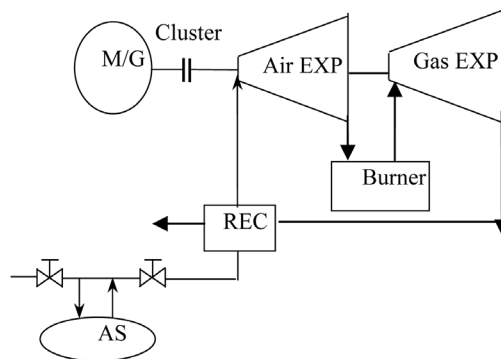 Cluster
M/G
Air EXP
Gas EXP
Burner
REC
AS